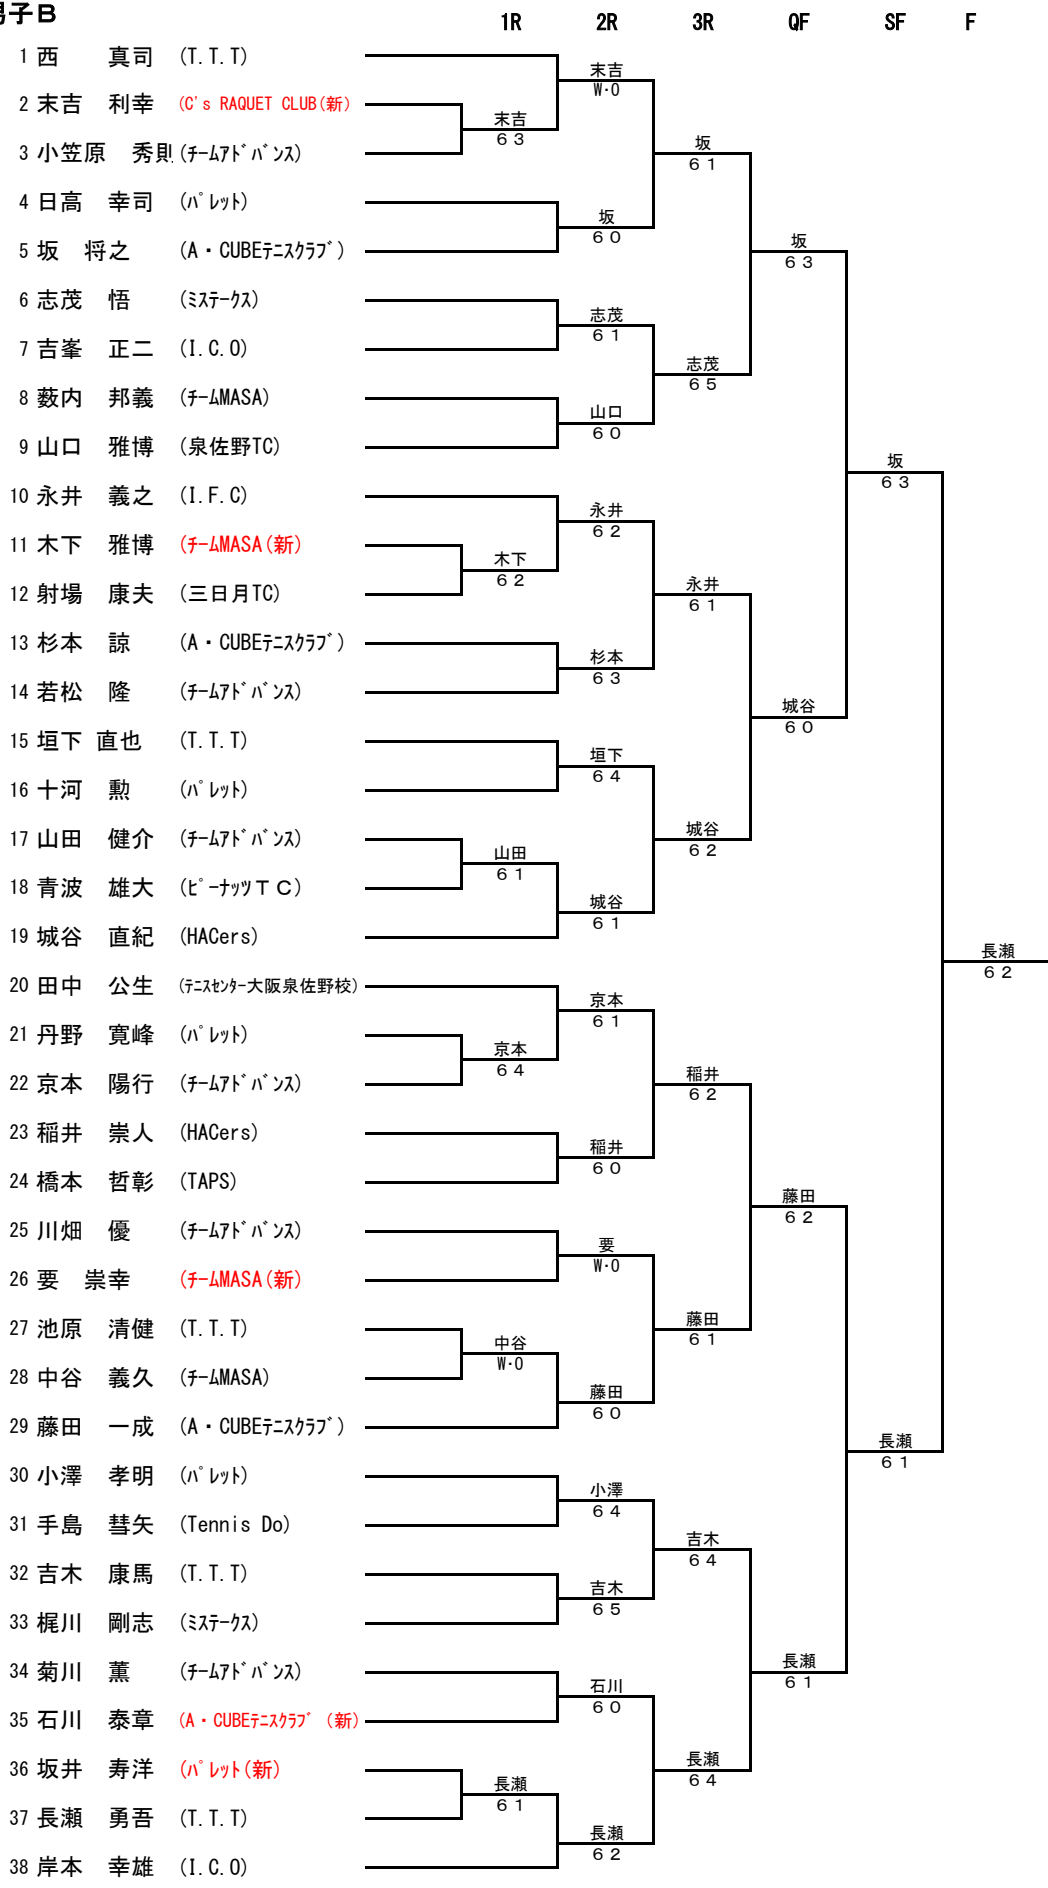 男子B
1R 2R 3R QF SF F
1 西 真司 (T.T.T)
末吉
W・0
2 末吉 利幸 (C's RAQUET CLUB(新)
末吉
6 3
3 小笠原 秀則 (ﾁｰﾑｱﾄﾞﾊﾞﾝｽ)
坂
6 1
4 日高 幸司 (ﾊﾟﾚｯﾄ)
坂
6 0
5 坂 将之 (A・CUBEﾃﾆｽｸﾗﾌﾞ)
坂
6 3
6 志茂 悟 (ﾐｽﾃｰｸｽ)
志茂
6 1
7 吉峯 正二 (I.C.O)
志茂
6 5
8 薮内 邦義 (ﾁｰﾑMASA)
山口
6 0
9 山口 雅博 (泉佐野TC)
坂
6 3
10 永井 義之 (I.F.C)
永井
6 2
11 木下 雅博 (ﾁｰﾑMASA(新)
木下
6 2
12 射場 康夫 (三日月TC)
永井
6 1
13 杉本 諒 (A・CUBEﾃﾆｽｸﾗﾌﾞ)
杉本
6 3
14 若松 隆 (ﾁｰﾑｱﾄﾞﾊﾞﾝｽ)
城谷
6 0
15 垣下 直也 (T.T.T)
垣下
6 4
16 十河 勲 (ﾊﾟﾚｯﾄ)
17 山田 健介 (ﾁｰﾑｱﾄﾞﾊﾞﾝｽ)
城谷
6 2
山田
6 1
18 青波 雄大 (ﾋﾟｰﾅｯﾂＴＣ)
城谷
6 1
19 城谷 直紀 (HACers)
長瀬
6 2
20 田中 公生 (ﾃﾆｽｾﾝﾀｰ大阪泉佐野校)
京本
6 1
21 丹野 寛峰 (ﾊﾟﾚｯﾄ)
京本
6 4
22 京本 陽行 (ﾁｰﾑｱﾄﾞﾊﾞﾝｽ)
稲井
6 2
23 稲井 崇人 (HACers)
稲井
6 0
24 橋本 哲彰 (TAPS)
藤田
6 2
25 川畑 優 (ﾁｰﾑｱﾄﾞﾊﾞﾝｽ)
要
W・0
26 要 崇幸 (ﾁｰﾑMASA(新)
27 池原 清健 (T.T.T)
藤田
6 1
中谷
W・0
28 中谷 義久 (ﾁｰﾑMASA)
藤田
6 0
29 藤田 一成 (A・CUBEﾃﾆｽｸﾗﾌﾞ)
長瀬
6 1
30 小澤 孝明 (ﾊﾟﾚｯﾄ)
小澤
6 4
31 手島 彗矢 (Tennis Do)
吉木
6 4
32 吉木 康馬 (T.T.T)
吉木
6 5
33 梶川 剛志 (ﾐｽﾃｰｸｽ)
長瀬
6 1
34 菊川 薫 (ﾁｰﾑｱﾄﾞﾊﾞﾝｽ)
石川
6 0
35 石川 泰章 (A・CUBEﾃﾆｽｸﾗﾌﾞ (新)
36 坂井 寿洋 (ﾊﾟﾚｯﾄ(新)
長瀬
6 4
長瀬
6 1
37 長瀬 勇吾 (T.T.T)
長瀬
6 2
38 岸本 幸雄 (I.C.O)